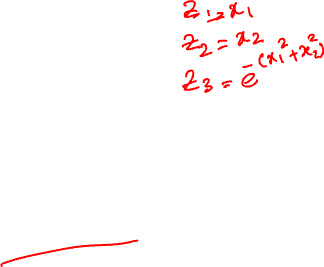 z₁ = x₁
z₂ = x₂
z₃ = e^-(x₁²+x₂²)